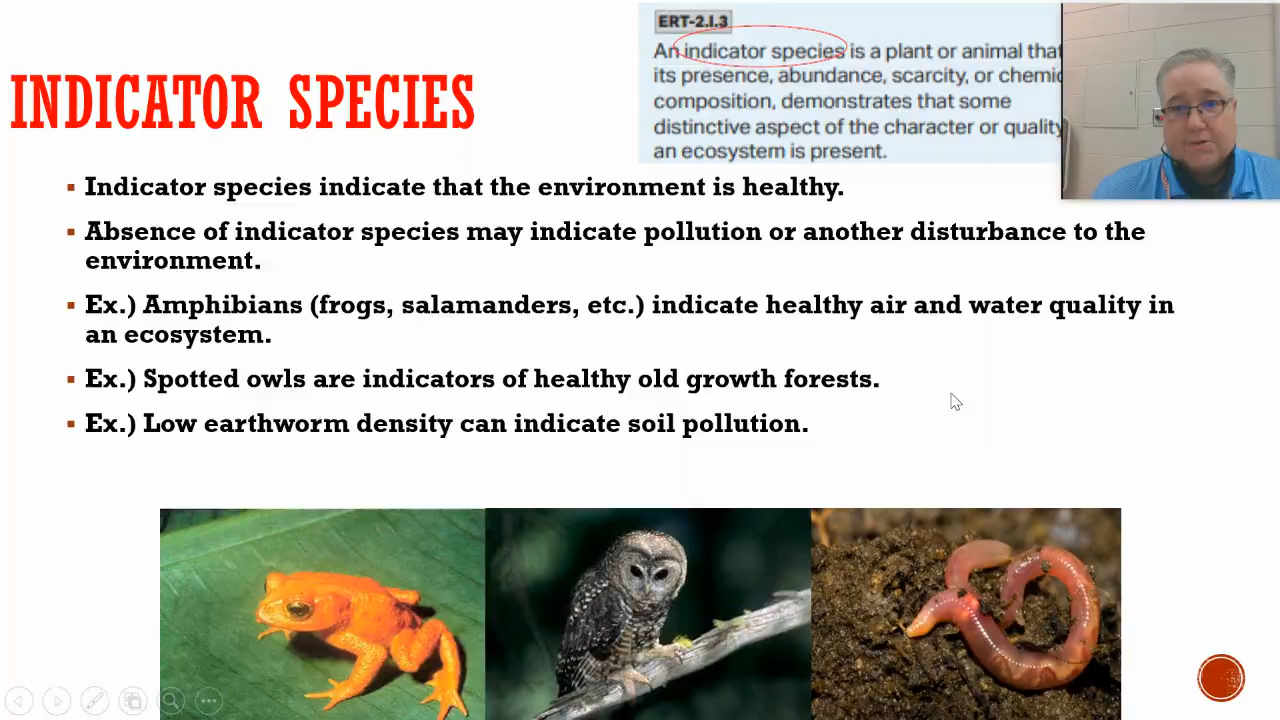 ERT-2.I.3
An indicator species is a plant or animal that
its presence, abundance, scarcity, or
composition, demonstrates that some
distinctive aspect of the character or quality
an ecosystem is present.
INDICATOR SPECIES
Indicator species indicate that the environment is healthy.
Absence of indicator species may indicate pollution or another disturbance to the
environment.
Ex.) Amphibians (frogs, salamanders, etc.) indicate healthy air and water quality in
an ecosystem.
Ex.) Spotted owls are indicators of healthy old growth forests.
Ex.) Low earthworm density can indicate soil pollution.